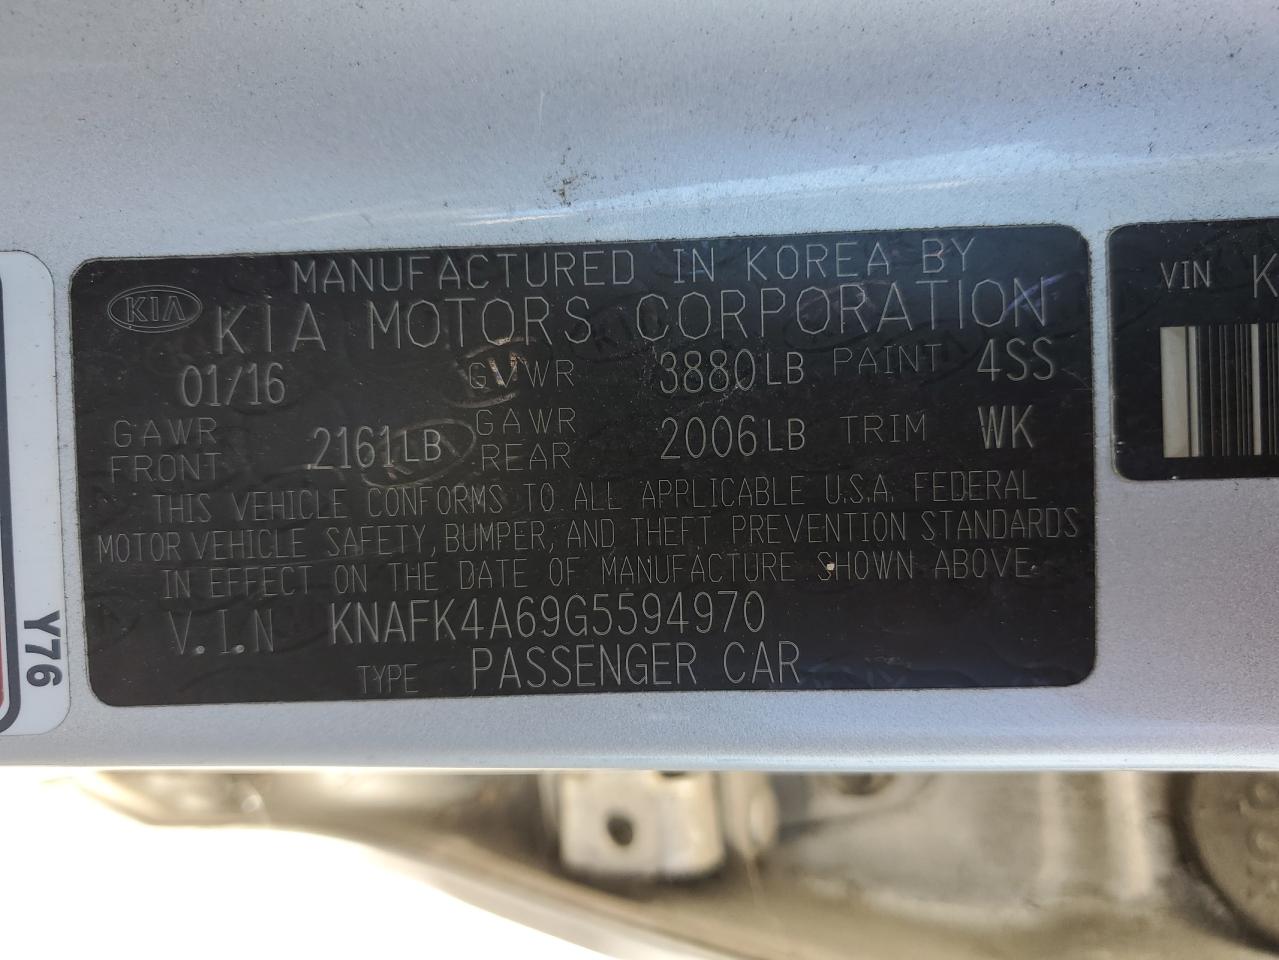 MANUFACTURED IN KOREA BY
KIA KIA MOTORS CORPORATION
01/16 GVWR 3880LB PAINT 4SS
GAWR FRONT 2161LB GAWR REAR 2006LB TRIM WK
THIS VEHICLE CONFORMS TO ALL APPLICABLE U.S.A. FEDERAL
MOTOR VEHICLE SAFETY, BUMPER, AND THEFT PREVENTION STANDARDS
IN EFFECT ON THE DATE OF MANUFACTURE SHOWN ABOVE.
V.I.N KNAFK4A69G5594970
TYPE PASSENGER CAR
VIN K
Y76